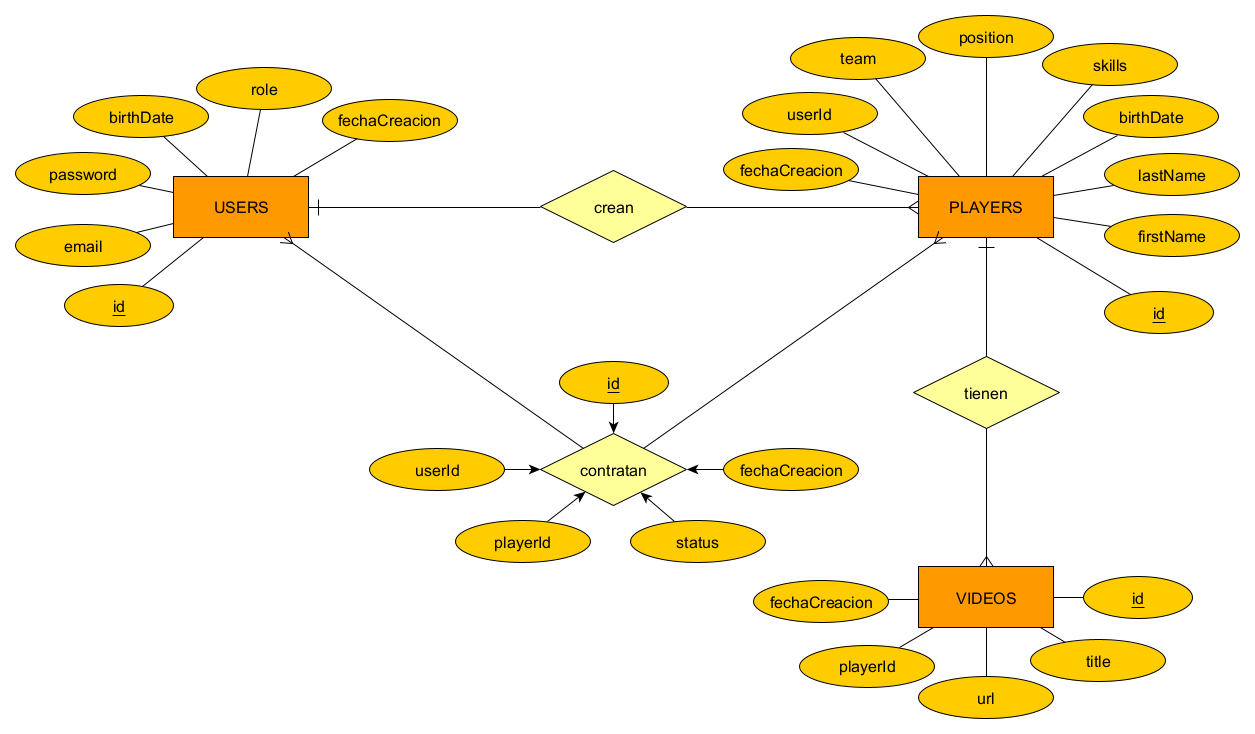 position
team
skills
role
birthDate
fechaCreacion
userId
birthDate
password
fechaCreacion
lastName
USERS
crean
PLAYERS
email
firstName
id
id
id
tienen
userId
contratan
fechaCreacion
playerId
status
fechaCreacion
VIDEOS
id
playerId
title
url